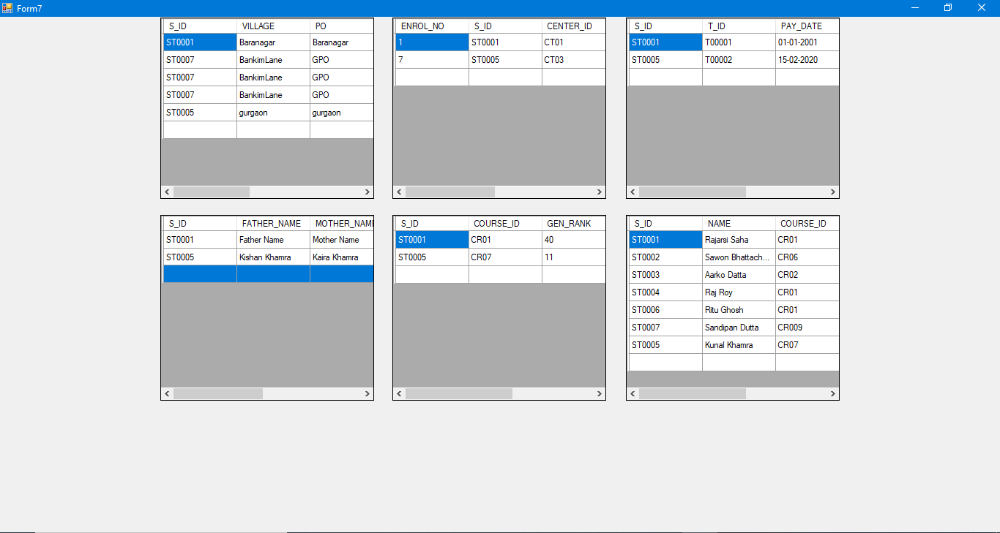 Form7
S_ID VILLAGE PO
ST0001 Baranagar Baranagar
ST0007 BankimLane GPO
ST0007 BankimLane GPO
ST0007 BankimLane GPO
ST0005 gurgaon gurgaon
ENROL_NO S_ID CENTER_ID
1 ST0001 CT01
7 ST0005 CT03
S_ID T_ID PAY_DATE
ST0001 T00001 01-01-2001
ST0005 T00002 15-02-2020
S_ID FATHER_NAME MOTHER_NAM
ST0001 Father Name Mother Name
ST0005 Kishan Khamra Kaira Khamra
S_ID COURSE_ID GEN_RANK
ST0001 CR01 40
ST0005 CR07 11
S_ID NAME COURSE_ID
ST0001 Rajarsi Saha CR01
ST0002 Sawon Bhattach... CR06
ST0003 Aarko Datta CR02
ST0004 Raj Roy CR01
ST0006 Ritu Ghosh CR01
ST0007 Sandipan Dutta CR009
ST0005 Kunal Khamra CR07